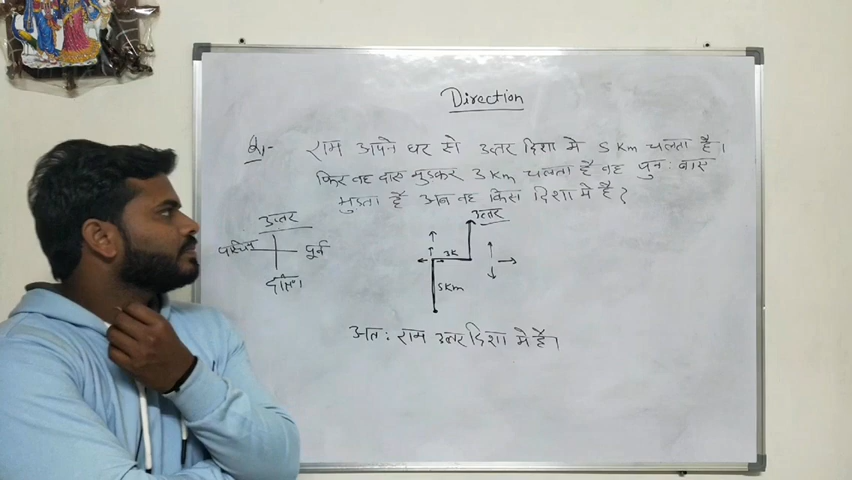 Direction
Q1- राम अपने घर से उत्तर दिशा मे 5 Km चलता है।
फिर वह दाए मुड़कर 3 Km चलता है वह पुन: बाए
मुड़ता है अब वह किस दिशा मे है?
उत्तर
पश्चिम पूर्व
दक्षिण
उत्तर
3K
5Km
अत: राम उत्तर दिशा मे है।